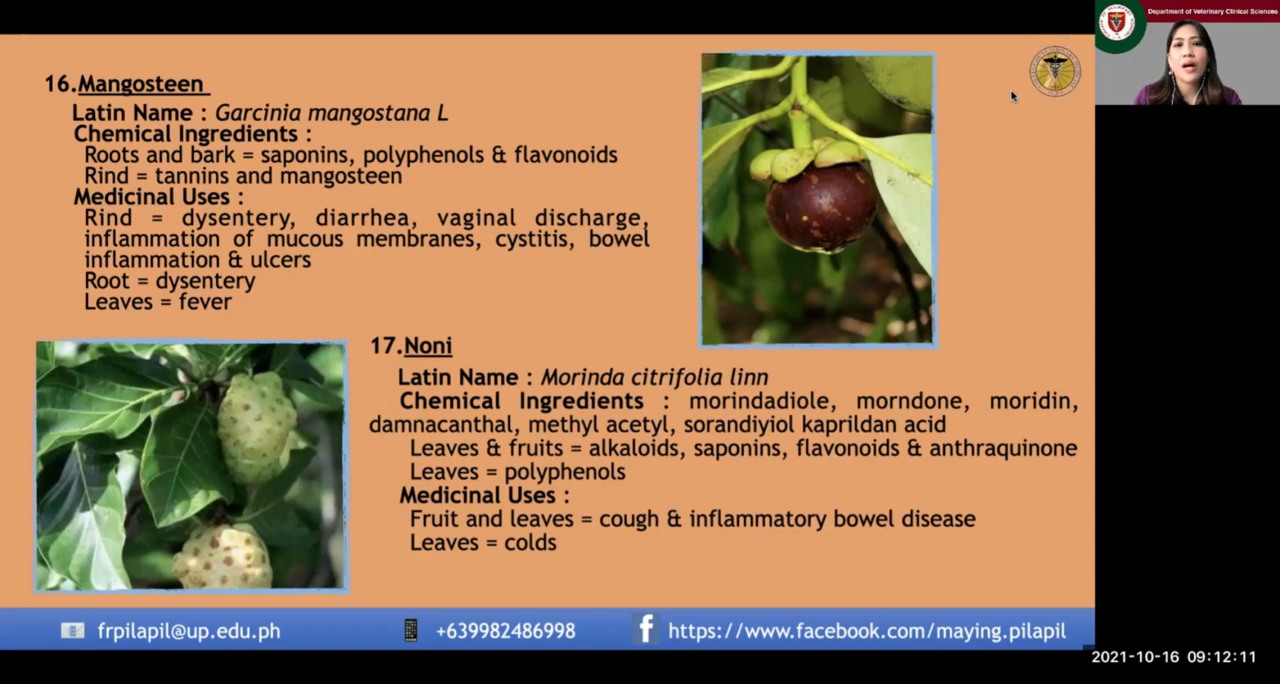 Department of Veterinary Clinical Sciences
16.Mangosteen
Latin Name : Garcinia mangostana L
Chemical Ingredients :
Roots and bark = saponins, polyphenols & flavonoids
Rind = tannins and mangosteen
Medicinal Uses :
Rind = dysentery, diarrhea, vaginal discharge,
inflammation of mucous membranes, cystitis, bowel
inflammation & ulcers
Root = dysentery
Leaves = fever
17.Noni
Latin Name : Morinda citrifolia linn
Chemical Ingredients : morindadiole, morndone, moridin,
damnacanthal, methyl acetyl, sorandiyiol kaprildan acid
Leaves & fruits = alkaloids, saponins, flavonoids & anthraquinone
Leaves = polyphenols
Medicinal Uses :
Fruit and leaves = cough & inflammatory bowel disease
Leaves = colds
frpilapil@up.edu.ph
+639982486998
f https://www.facebook.com/maying.pilapil
2021-10-16 09:12:11